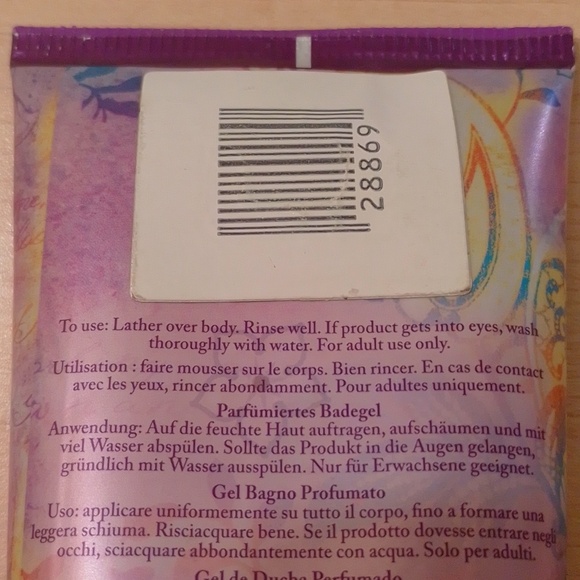 28869
To use: Lather over body. Rinse well. If product gets into eyes, wash
thoroughly with water. For adult use only.
Utilisation : faire mousser sur le corps. Bien rincer. En cas de contact
avec les yeux, rincer abondamment. Pour adultes uniquement.
Parfümiertes Badegel
Anwendung: Auf die feuchte Haut auftragen, aufschäumen und mit
viel Wasser abspülen. Sollte das Produkt in die Augen gelangen,
gründlich mit Wasser ausspülen. Nur für Erwachsene geeignet.
Gel Bagno Profumato
Uso: applicare uniformemente su tutto il corpo, fino a formare una
leggera schiuma. Risciacquare bene. Se il prodotto dovesse entrare negli
occhi, sciacquare abbondantemente con acqua. Solo per adulti.
Gel de Ducha Perfumado